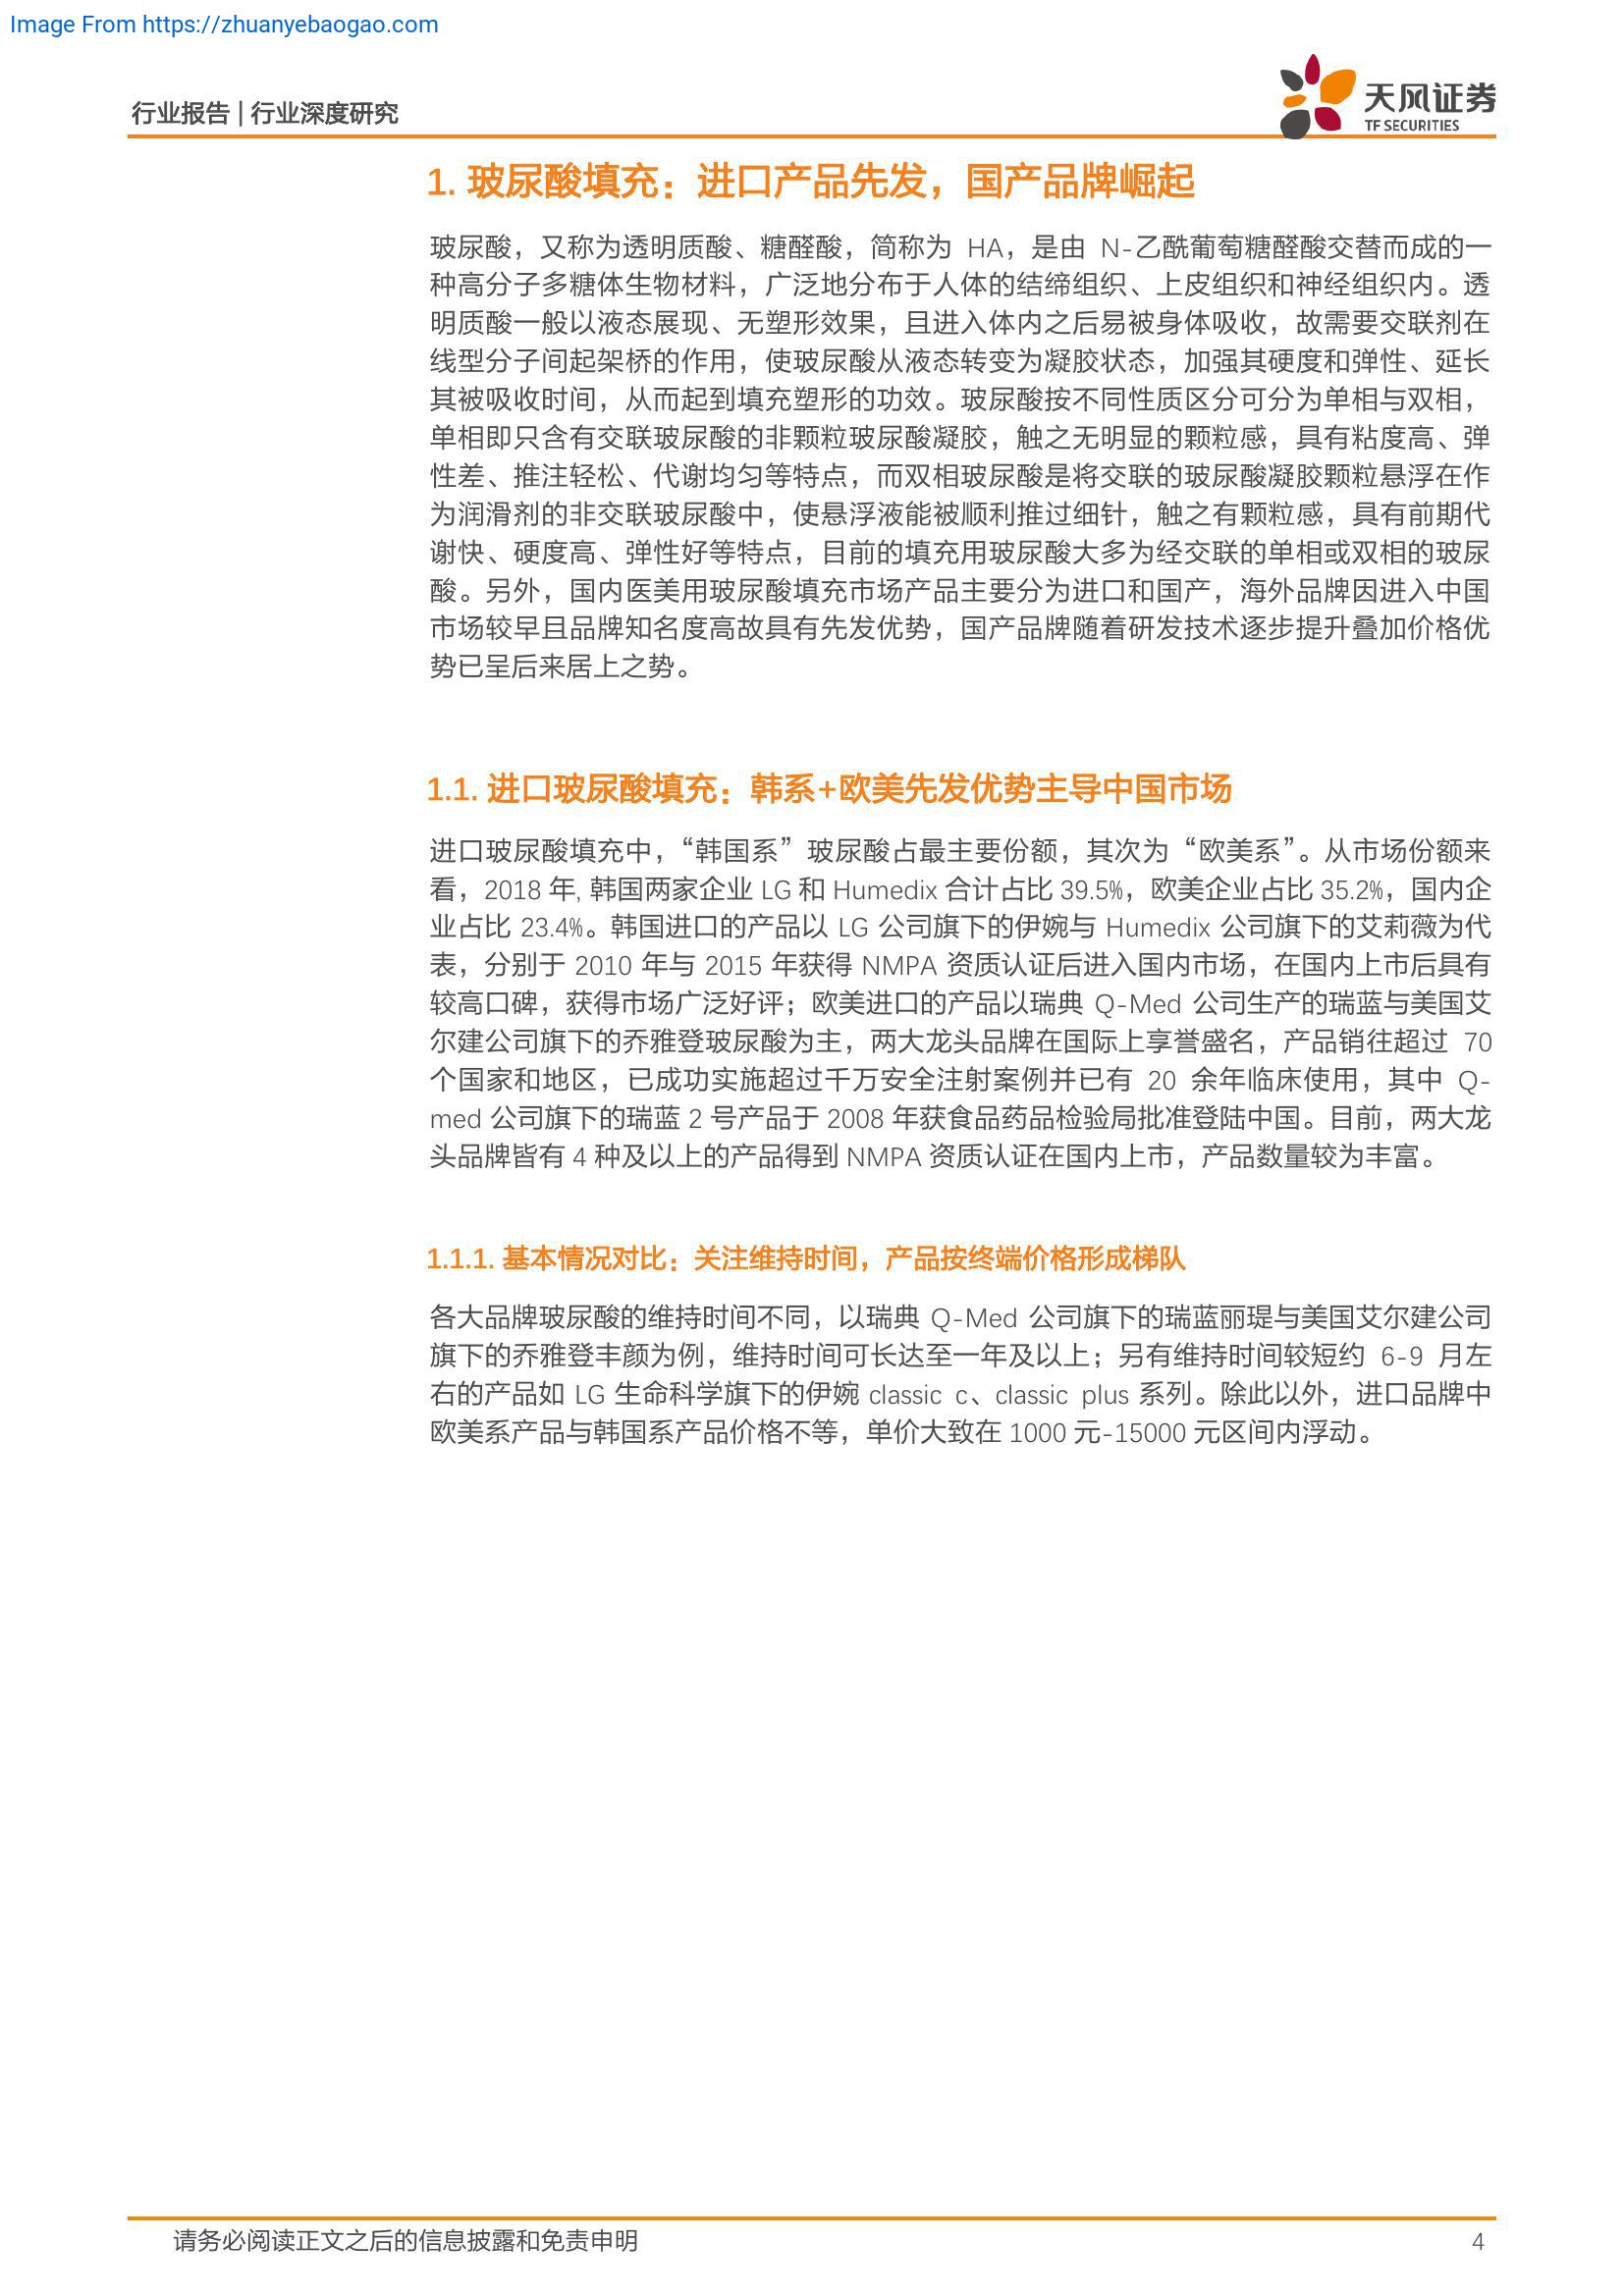 Image From https://zhuanyebaogao.com
行业报告 | 行业深度研究
天风证券
TF SECURITIES
1. 玻尿酸填充：进口产品先发，国产品牌崛起
玻尿酸，又称为透明质酸、糖醛酸，简称为 HA，是由 N-乙酰葡萄糖醛酸交替而成的一
种高分子多糖体生物材料，广泛地分布于人体的结缔组织、上皮组织和神经组织内。透
明质酸一般以液态展现、无塑形效果，且进入体内之后易被身体吸收，故需要交联剂在
线型分子间起架桥的作用，使玻尿酸从液态转变为凝胶状态，加强其硬度和弹性、延长
其被吸收时间，从而起到填充塑形的功效。玻尿酸按不同性质区分可分为单相与双相，
单相即只含有交联玻尿酸的非颗粒玻尿酸凝胶，触之无明显的颗粒感，具有粘度高、弹
性差、推注轻松、代谢均匀等特点，而双相玻尿酸是将交联的玻尿酸凝胶颗粒悬浮在作
为润滑剂的非交联玻尿酸中，使悬浮液能被顺利推过细针，触之有颗粒感，具有前期代
谢快、硬度高、弹性好等特点，目前的填充用玻尿酸大多为经交联的单相或双相的玻尿
酸。另外，国内医美用玻尿酸填充市场产品主要分为进口和国产，海外品牌因进入中国
市场较早且品牌知名度高故具有先发优势，国产品牌随着研发技术逐步提升叠加价格优
势已呈后来居上之势。
1.1. 进口玻尿酸填充：韩系+欧美先发优势主导中国市场
进口玻尿酸填充中，“韩国系”玻尿酸占最主要份额，其次为“欧美系”。从市场份额来
看，2018 年, 韩国两家企业 LG 和 Humedix 合计占比 39.5%，欧美企业占比 35.2%，国内企
业占比 23.4%。韩国进口的产品以 LG 公司旗下的伊婉与 Humedix 公司旗下的艾莉薇为代
表，分别于 2010 年与 2015 年获得 NMPA 资质认证后进入国内市场，在国内上市后具有
较高口碑，获得市场广泛好评；欧美进口的产品以瑞典 Q-Med 公司生产的瑞蓝与美国艾
尔建公司旗下的乔雅登玻尿酸为主，两大龙头品牌在国际上享誉盛名，产品销往超过 70
个国家和地区，已成功实施超过千万安全注射案例并已有 20 余年临床使用，其中 Q-
med 公司旗下的瑞蓝 2 号产品于 2008 年获食品药品检验局批准登陆中国。目前，两大龙
头品牌皆有 4 种及以上的产品得到 NMPA 资质认证在国内上市，产品数量较为丰富。
1.1.1. 基本情况对比：关注维持时间，产品按终端价格形成梯队
各大品牌玻尿酸的维持时间不同，以瑞典 Q-Med 公司旗下的瑞蓝丽瑅与美国艾尔建公司
旗下的乔雅登丰颜为例，维持时间可长达至一年及以上；另有维持时间较短约 6-9 月左
右的产品如 LG 生命科学旗下的伊婉 classic c、classic plus 系列。除此以外，进口品牌中
欧美系产品与韩国系产品价格不等，单价大致在 1000 元-15000 元区间内浮动。
请务必阅读正文之后的信息披露和免责申明
4